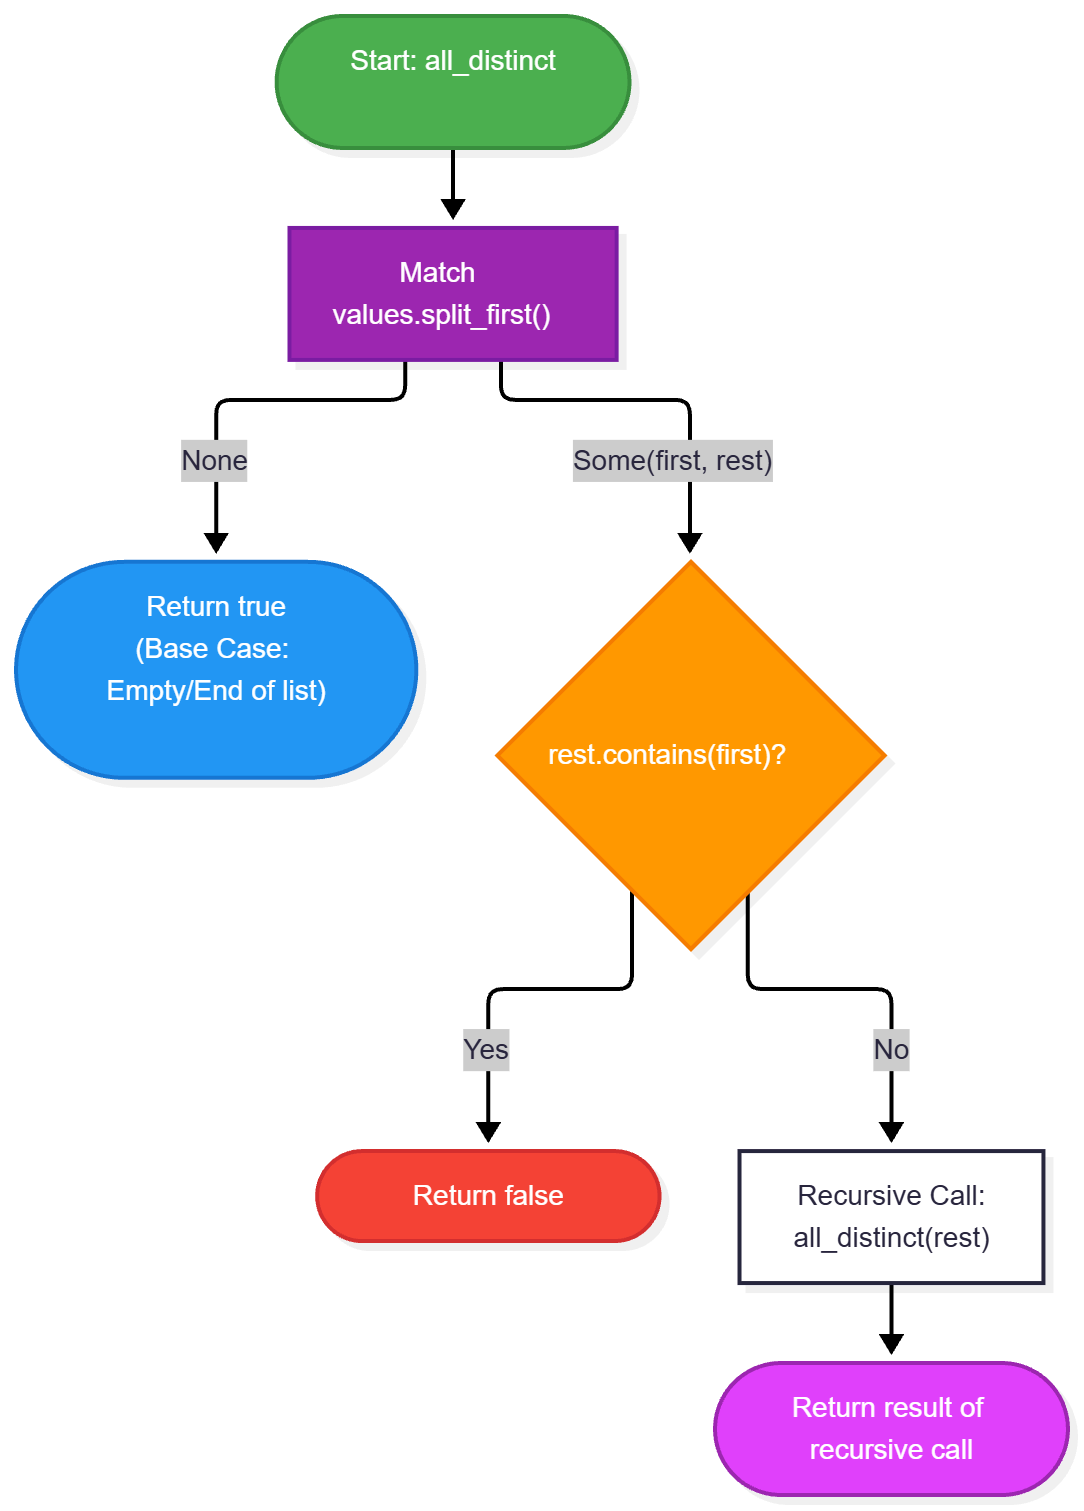 Start: all_distinct
Match
values.split_first()
None
Some(first, rest)
Return true
(Base Case:
Empty/End of list)
rest.contains(first)?
Yes
No
Return false
Recursive Call:
all_distinct(rest)
Return result of
recursive call